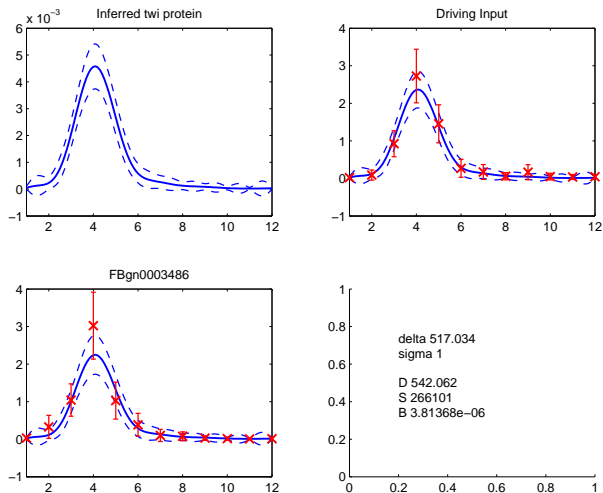 Inferred twi protein
x 10⁻³
6
5
4
3
2
1
0
−1
2 4 6 8 10 12
Driving Input
4
3
2
1
0
−1
2 4 6 8 10 12
FBgn0003486
4
3
2
1
0
−1
2 4 6 8 10 12
1
0.8
0.6
0.4
0.2
0
0 0.2 0.4 0.6 0.8 1
delta 517.034
sigma 1
D 542.062
S 266101
B 3.81368e−06